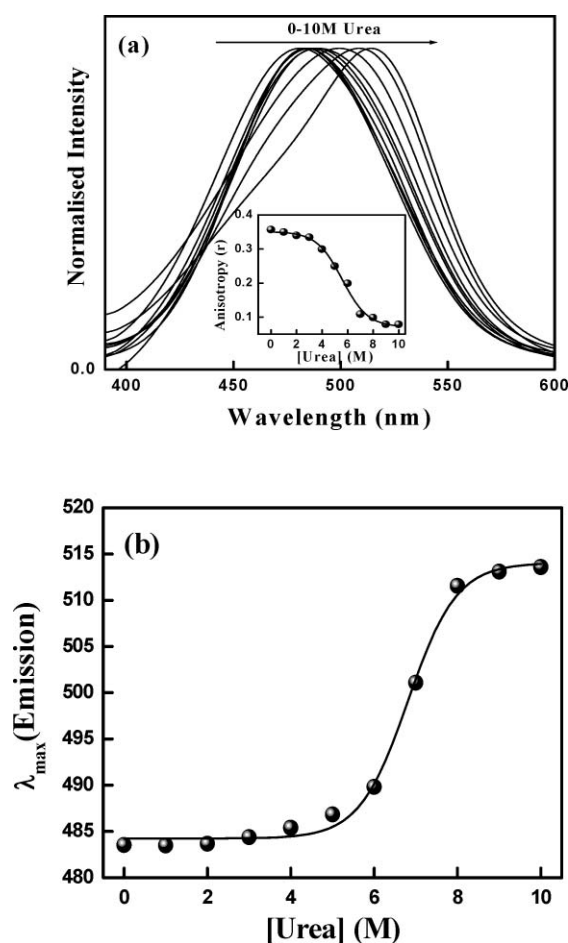 (a)
0-10M Urea
Normalised Intensity
0.0
400 450 500 550 600
Wavelength (nm)
Anisotropy (r)
0.4
0.3
0.2
0.1
0 2 4 6 8 10
[Urea] (M)
(b)
λmax(Emission)
520
515
510
505
500
495
490
485
480
0 2 4 6 8 10
[Urea] (M)